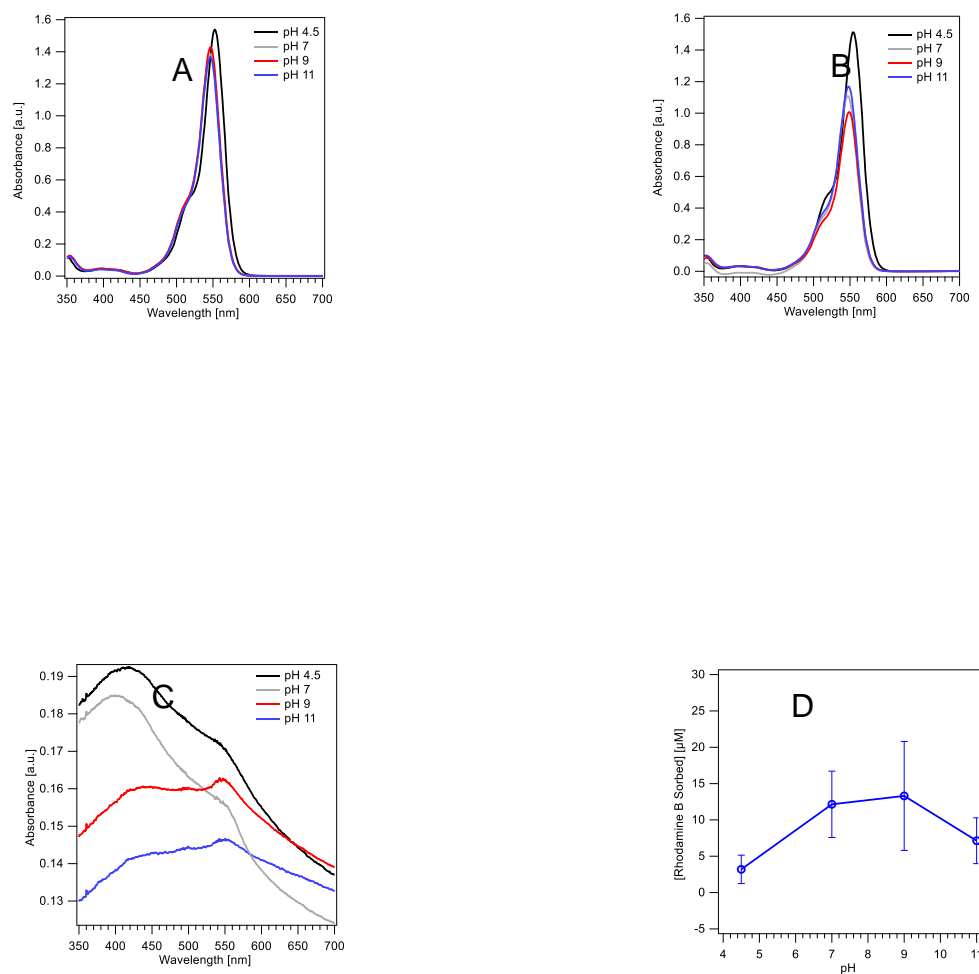 A
pH 4.5
pH 7
pH 9
pH 11
1.6
1.4
1.2
1.0
0.8
0.6
0.4
0.2
0.0
Absorbance [a.u.]
350 400 450 500 550 600 650 700
Wavelength [nm]
B
pH 4.5
pH 7
pH 9
pH 11
1.6
1.4
1.2
1.0
0.8
0.6
0.4
0.2
0.0
Absorbance [a.u.]
350 400 450 500 550 600 650 700
Wavelength [nm]
C
pH 4.5
pH 7
pH 9
pH 11
0.19
0.18
0.17
0.16
0.15
0.14
0.13
Absorbance [a.u.]
350 400 450 500 550 600 650 700
Wavelength [nm]
D
30
25
20
15
10
5
0
-5
[Rhodamine B Sorbed] [µM]
4 5 6 7 8 9 10 11
pH